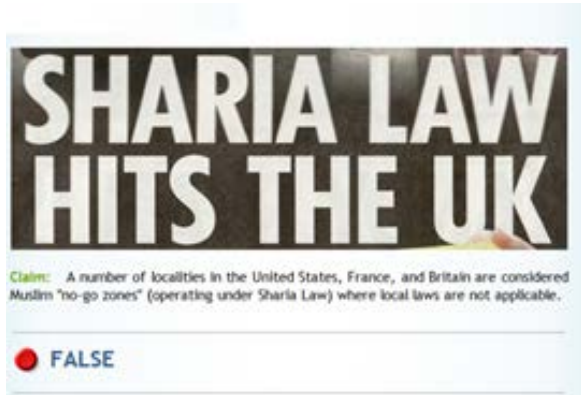 SHARIA LAW
HITS THE UK
Claim: A number of localities in the United States, France, and Britain are considered
Muslim "no-go zones" (operating under Sharia Law) where local laws are not applicable.
FALSE